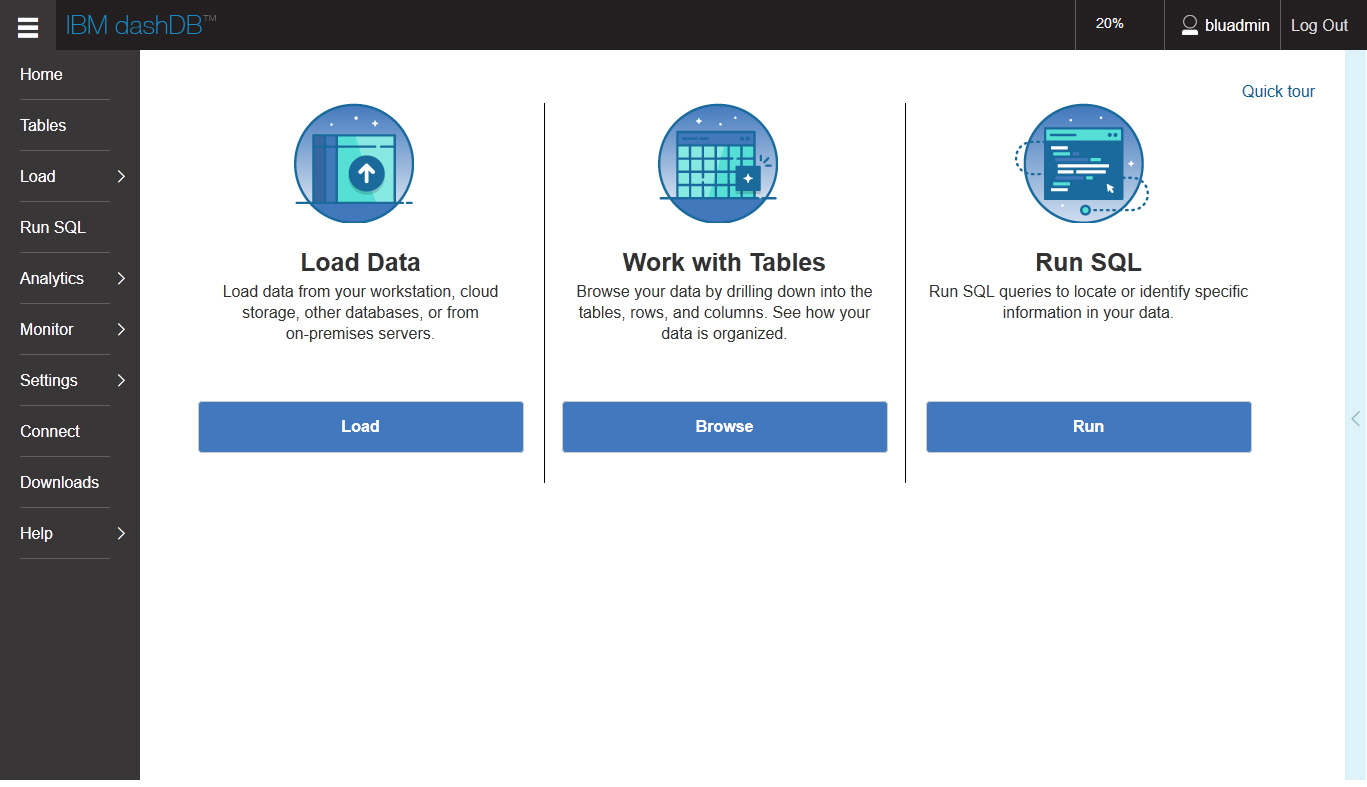 IBM dashDB™
20%
bluadmin
Log Out
Home
Tables
Load
Run SQL
Analytics
Monitor
Settings
Connect
Downloads
Help
Quick tour
Load Data
Load data from your workstation, cloud
storage, other databases, or from
on-premises servers.
Load
Work with Tables
Browse your data by drilling down into the
tables, rows, and columns. See how your
data is organized.
Browse
Run SQL
Run SQL queries to locate or identify specific
information in your data.
Run